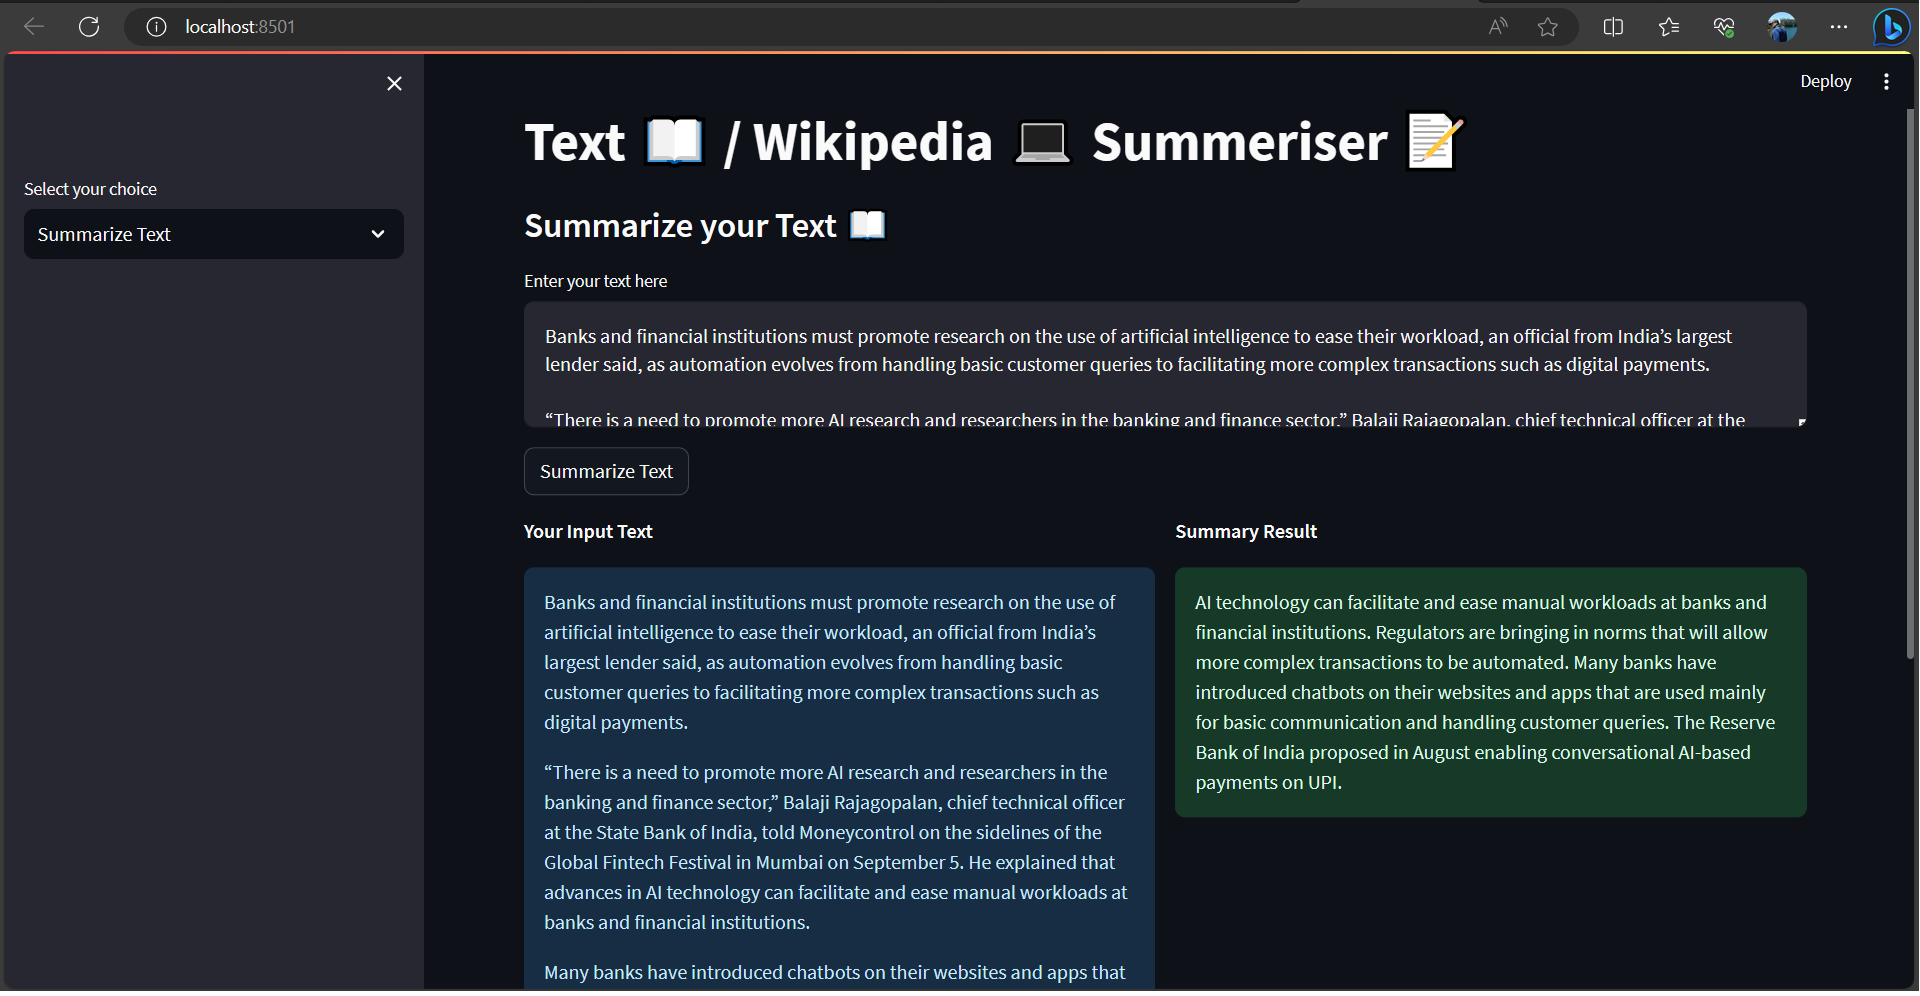 localhost:8501
Deploy
Select your choice
Summarize Text
Text 📖 / Wikipedia 💻 Summeriser 📝
Summarize your Text 📖
Enter your text here
Banks and financial institutions must promote research on the use of artificial intelligence to ease their workload, an official from India’s largest
lender said, as automation evolves from handling basic customer queries to facilitating more complex transactions such as digital payments.
“There is a need to promote more AI research and researchers in the banking and finance sector,” Balaji Rajagopalan, chief technical officer at the
Summarize Text
Your Input Text
Banks and financial institutions must promote research on the use of
artificial intelligence to ease their workload, an official from India’s
largest lender said, as automation evolves from handling basic
customer queries to facilitating more complex transactions such as
digital payments.
“There is a need to promote more AI research and researchers in the
banking and finance sector,” Balaji Rajagopalan, chief technical officer
at the State Bank of India, told Moneycontrol on the sidelines of the
Global Fintech Festival in Mumbai on September 5. He explained that
advances in AI technology can facilitate and ease manual workloads at
banks and financial institutions.
Many banks have introduced chatbots on their websites and apps that
Summary Result
AI technology can facilitate and ease manual workloads at banks and
financial institutions. Regulators are bringing in norms that will allow
more complex transactions to be automated. Many banks have
introduced chatbots on their websites and apps that are used mainly
for basic communication and handling customer queries. The Reserve
Bank of India proposed in August enabling conversational AI-based
payments on UPI.